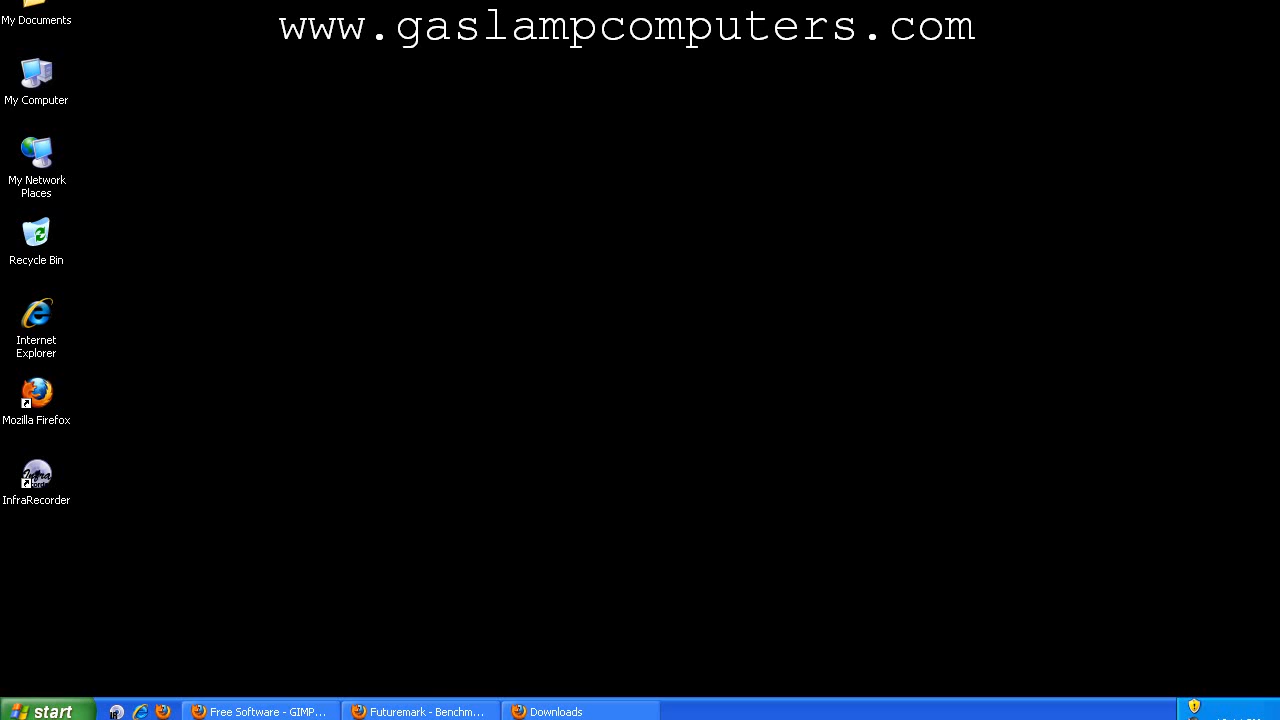 www.gaslampcomputers.com
My Documents
My Computer
My Network
Places
Recycle Bin
Internet
Explorer
Mozilla Firefox
InfraRecorder
start
Free Software - GIMP...
Futuremark - Benchm...
Downloads